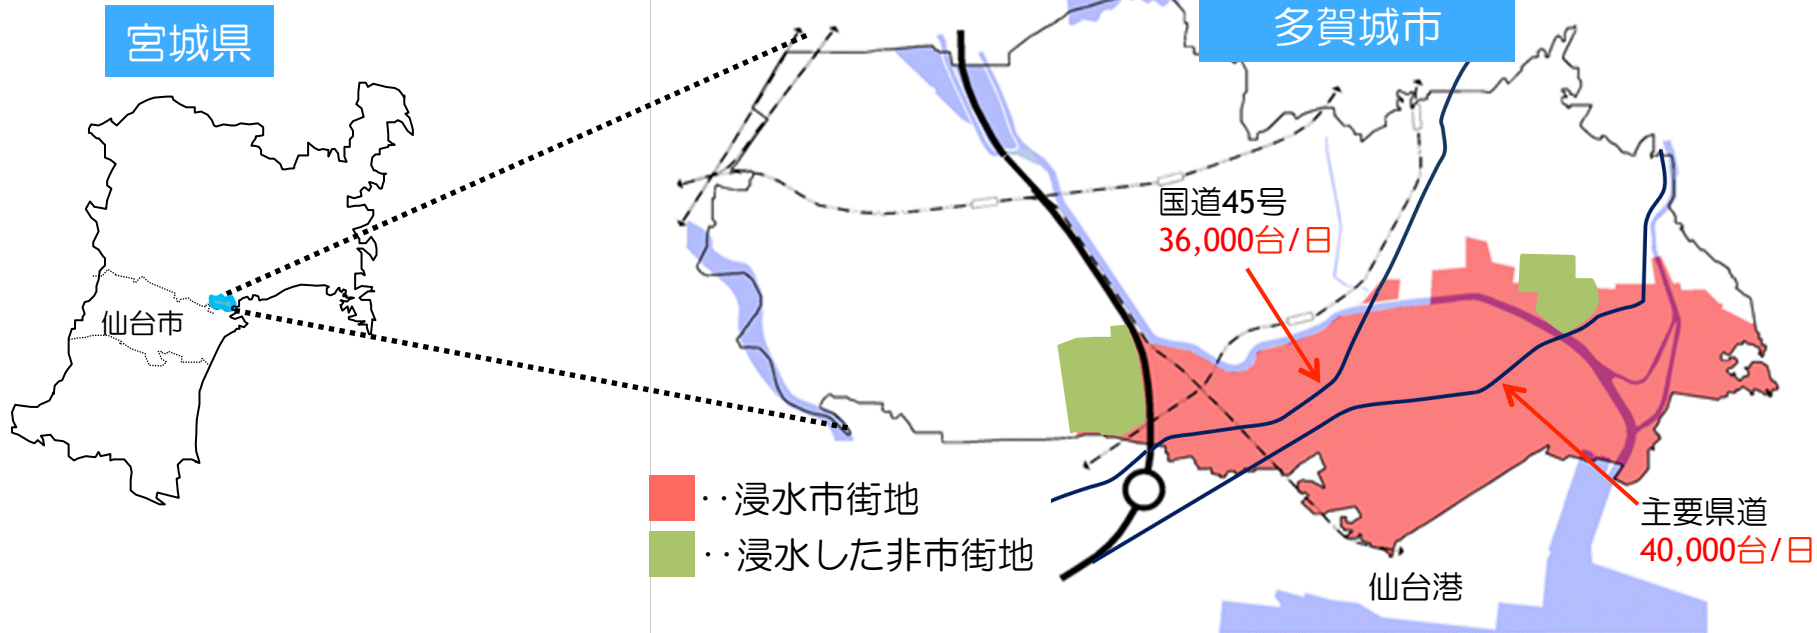 宮城県
仙台市
多賀城市
国道45号
36,000台/日
‥浸水市街地
‥浸水した非市街地
主要県道
40,000台/日
仙台港